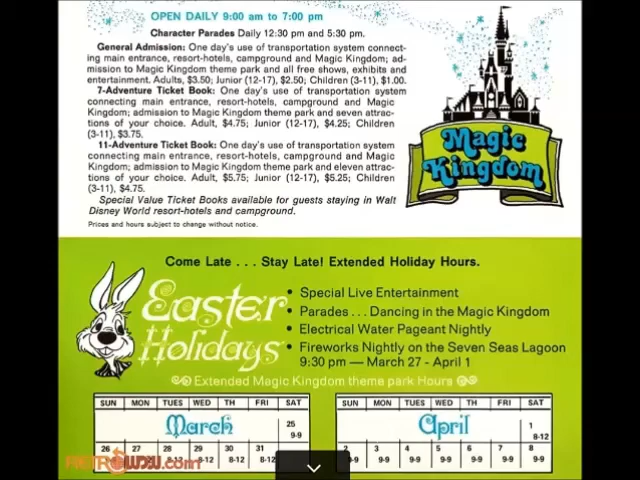 OPEN DAILY 9:00 am to 7:00 pm
Character Parades Daily 12:30 pm and 5:30 pm.
General Admission: One day's use of transportation system connect-
ing main entrance, resort-hotels, campground and Magic Kingdom; ad-
mission to Magic Kingdom theme park and all free shows, exhibits and
entertainment. Adults, $3.50; Junior (12-17), $2.50; Children (3-11), $1.00.
7-Adventure Ticket Book: One day's use of transportation system
connecting main entrance, resort-hotels, campground and Magic
Kingdom; admission to Magic Kingdom theme park and seven attrac-
tions of your choice. Adult, $4.75; Junior (12-17), $4.25; Children
(3-11), $3.75.
11-Adventure Ticket Book: One day's use of transportation system
connecting main entrance, resort-hotels, campground and Magic
Kingdom; admission to Magic Kingdom theme park and eleven attrac-
tions of your choice. Adult, $5.75; Junior (12-17), $5.25; Children
(3-11), $4.75.
Special Value Ticket Books available for guests staying in Walt
Disney World resort-hotels and campground.
Prices and hours subject to change without notice.
Magic
Kingdom
Come Late . . . Stay Late! Extended Holiday Hours.
Easter
Holidays
• Special Live Entertainment
• Parades . . . Dancing in the Magic Kingdom
• Electrical Water Pageant Nightly
• Fireworks Nightly on the Seven Seas Lagoon
9:30 pm — March 27 - April 1
Extended Magic Kingdom theme park Hours
SUN MON TUES WED TH FRI SAT
March
25
9-9
26 27 28 29 30 31
8-12 8-12 8-12 8-12
SUN MON TUES WED TH FRI SAT
April
1
8-12
2 3 4 5 6 7 8
9-9 9-9 9-9 9-9 9-9 9-9 9-9
RETROWDW.com